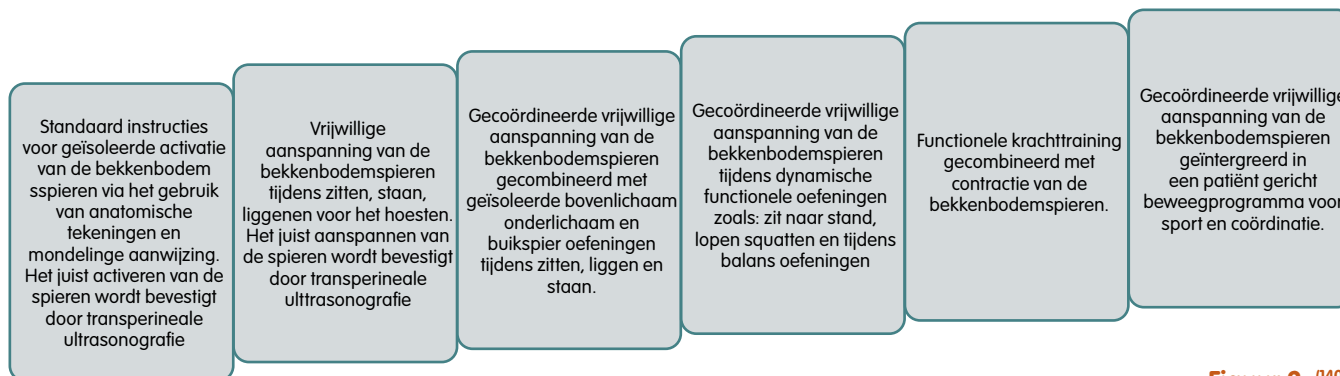 Standaard instructies
voor geïsoleerde activatie
van de bekkenbodem
sspieren via het gebruik
van anatomische
tekeningen en
mondelinge aanwijzing.
Het juist activeren van de
spieren wordt bevestigd
door transperineale
ultrasonografie
Vrijwillige
aanspanning van de
bekkenbodemspieren
tijdens zitten, staan,
liggenen voor het hoesten.
Het juist aanspannen van
de spieren wordt bevestigt
door transperineale
ulttrasonografie
Gecoördineerde vrijwillige
aanspanning van de
bekkenbodemspieren
gecombineerd met
geïsoleerde bovenlichaam
onderlichaam en
buikspier oefeningen
tijdens zitten, liggen en
staan.
Gecoördineerde vrijwillige
aanspanning van de
bekkenbodemspieren
tijdens dynamische
functionele oefeningen
zoals: zit naar stand,
lopen squatten en tijdens
balans oefeningen
Functionele krachttraining
gecombineerd met
contractie van de
bekkenbodemspieren.
Gecoördineerde vrijwillige
aanspanning van de
bekkenbodemspieren
geïntergreerd in
een patiënt gericht
beweegprogramma voor
sport en coördinatie.